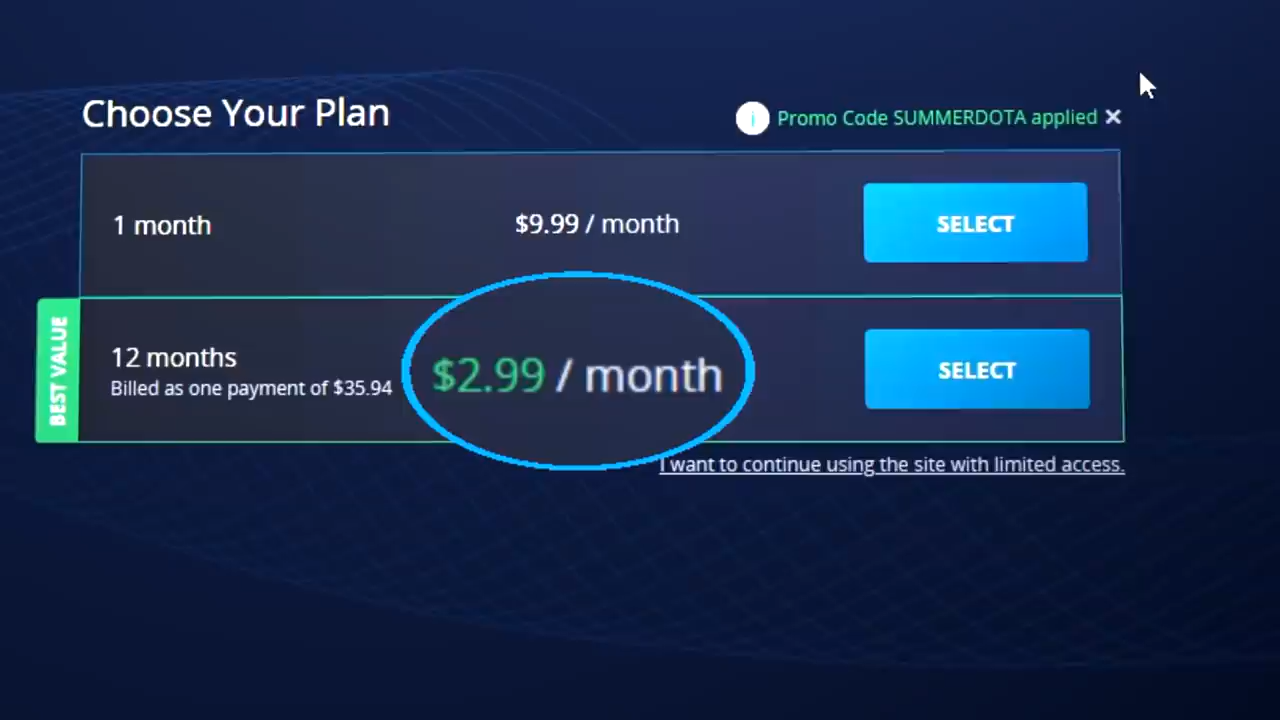 Choose Your Plan
i Promo Code SUMMERDOTA applied ✕
1 month
$9.99 / month
SELECT
BEST VALUE
12 months
Billed as one payment of $35.94
$2.99 / month
SELECT
I want to continue using the site with limited access.